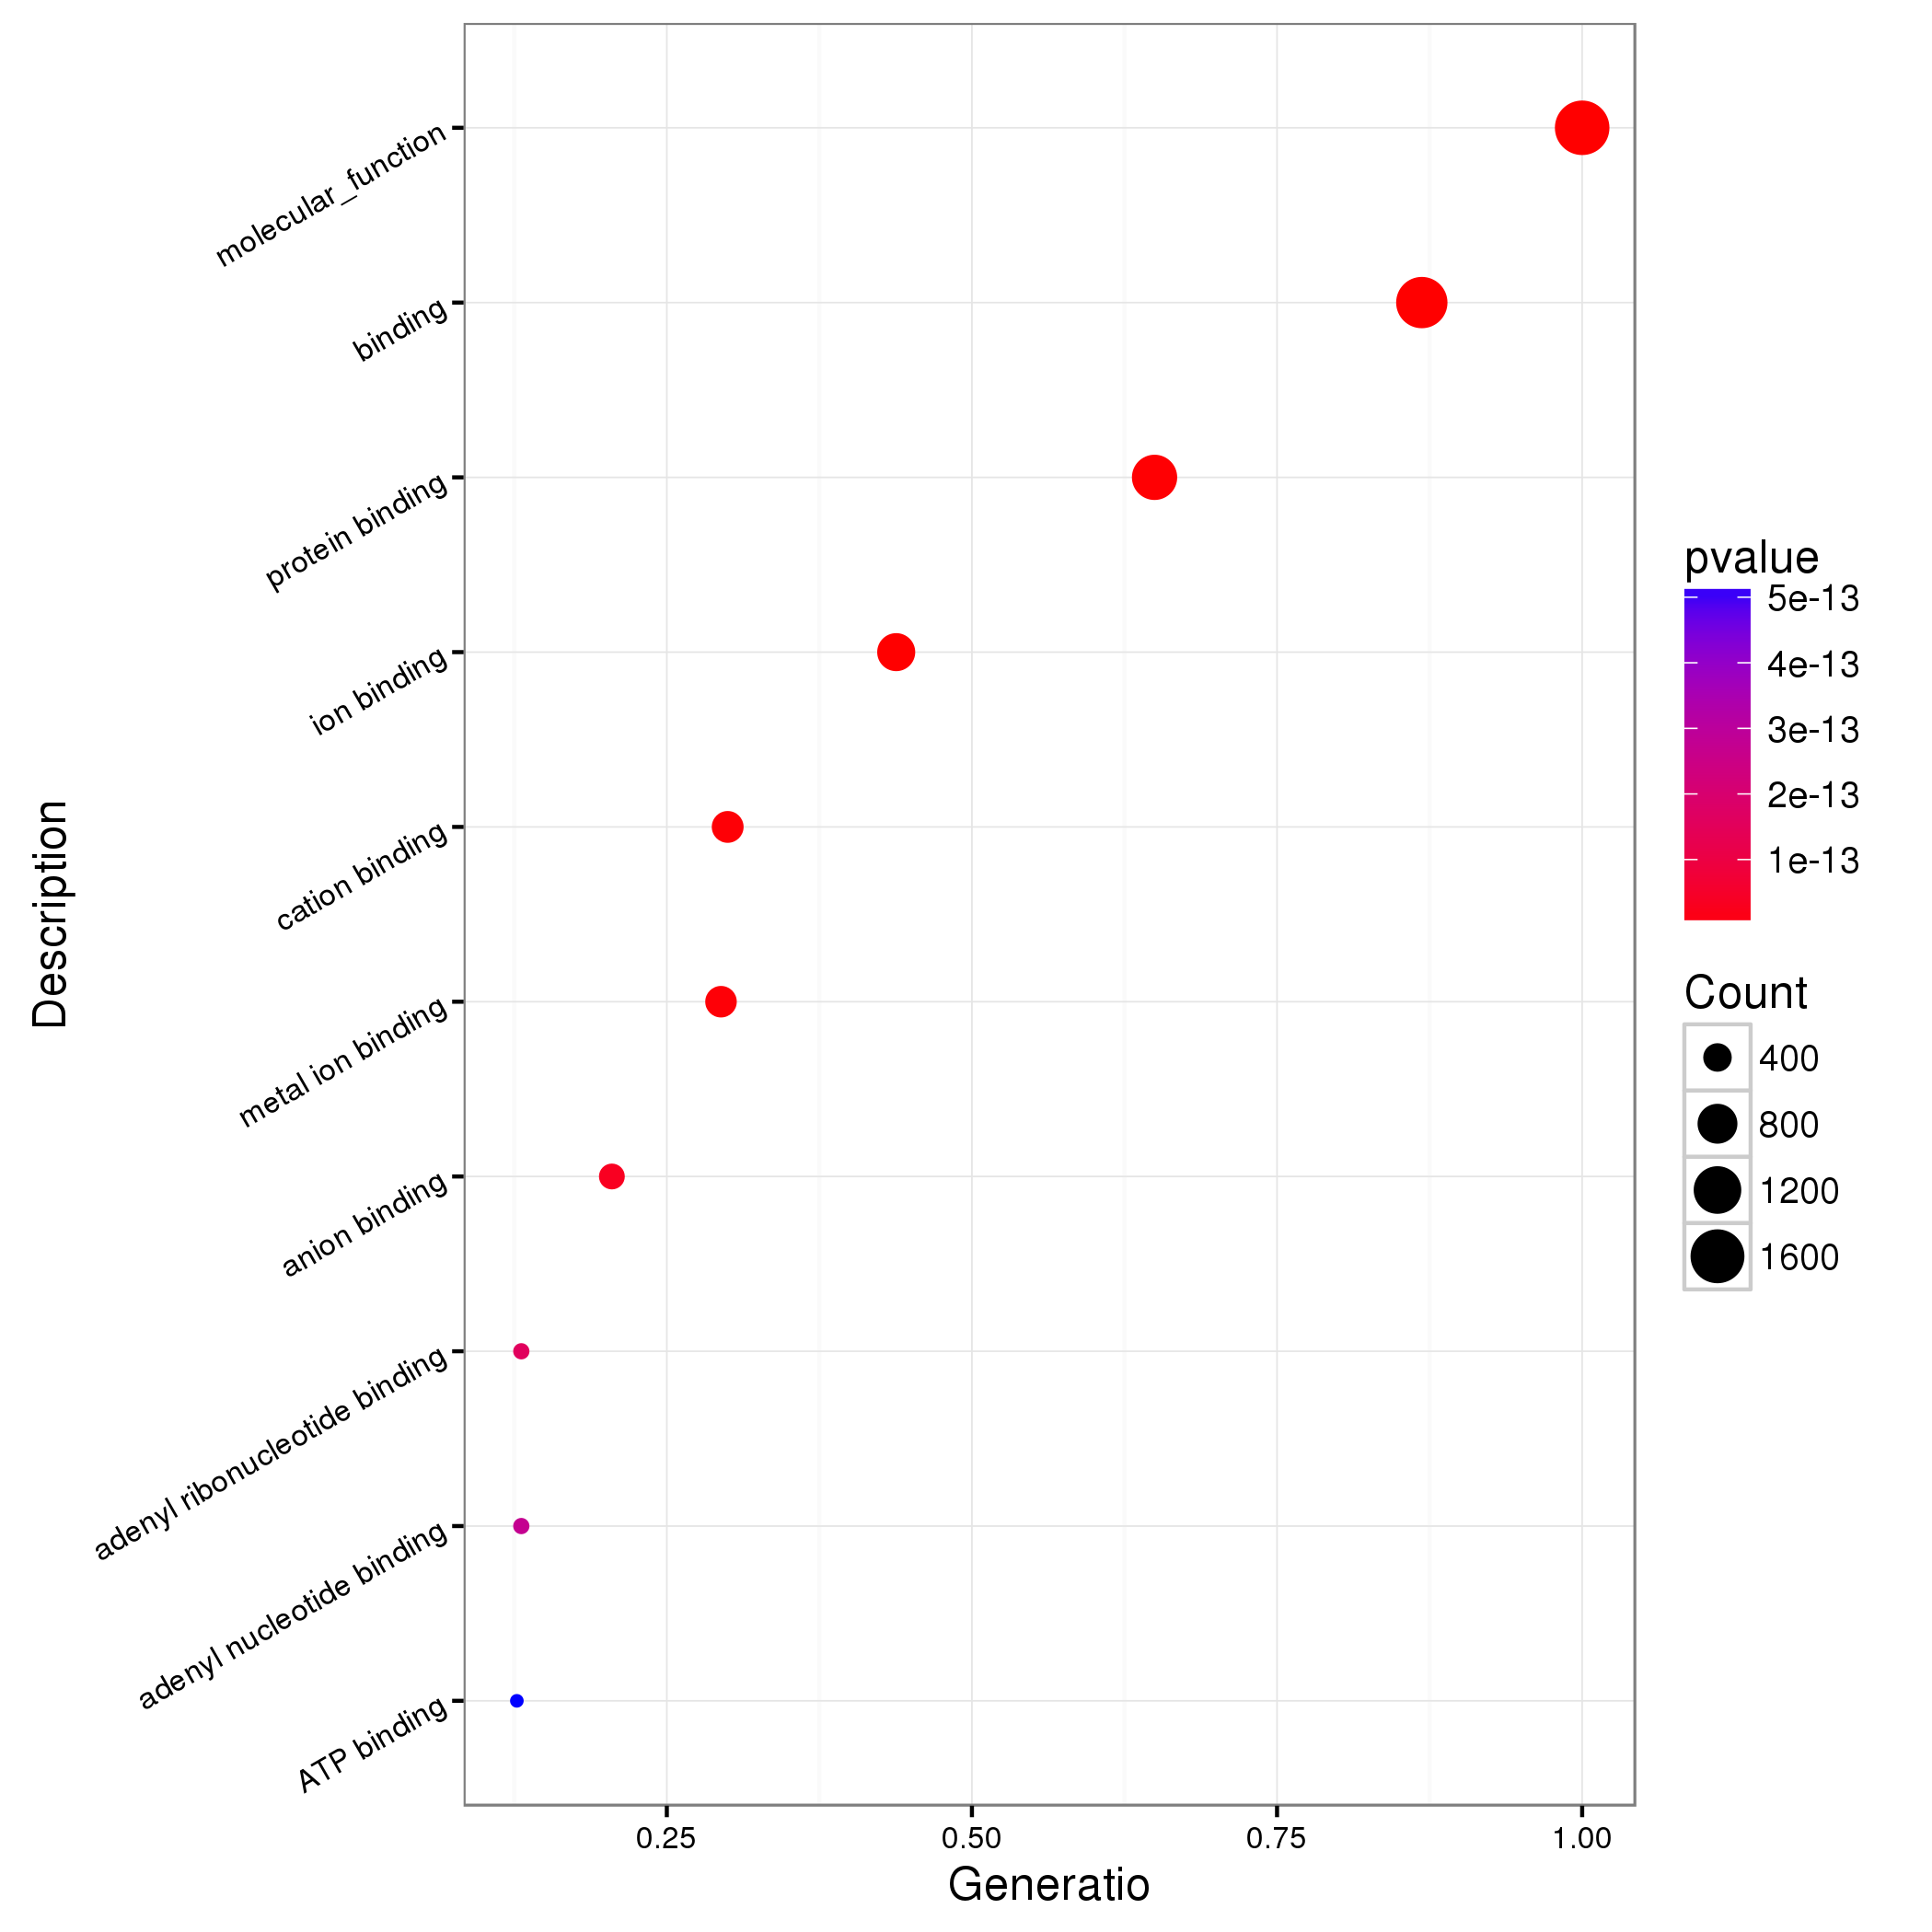 molecular_function
binding
protein binding
ion binding
cation binding
metal ion binding
anion binding
adenyl ribonucleotide binding
adenyl nucleotide binding
ATP binding
Description
0.25 0.50 0.75 1.00
Generatio
pvalue
5e-13
4e-13
3e-13
2e-13
1e-13
Count
400
800
1200
1600